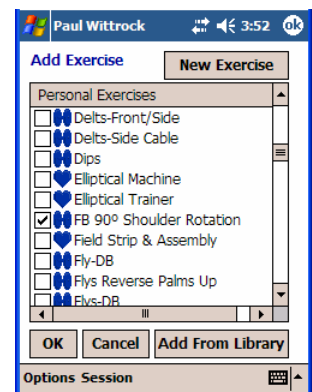 Paul Wittrock 3:52 ok
Add Exercise New Exercise
Personal Exercises
Delts-Front/Side
Delts-Side Cable
Dips
Elliptical Machine
Elliptical Trainer
FB 90º Shoulder Rotation
Field Strip & Assembly
Fly-DB
Flys Reverse Palms Up
Flys-DB
OK Cancel Add From Library
Options Session